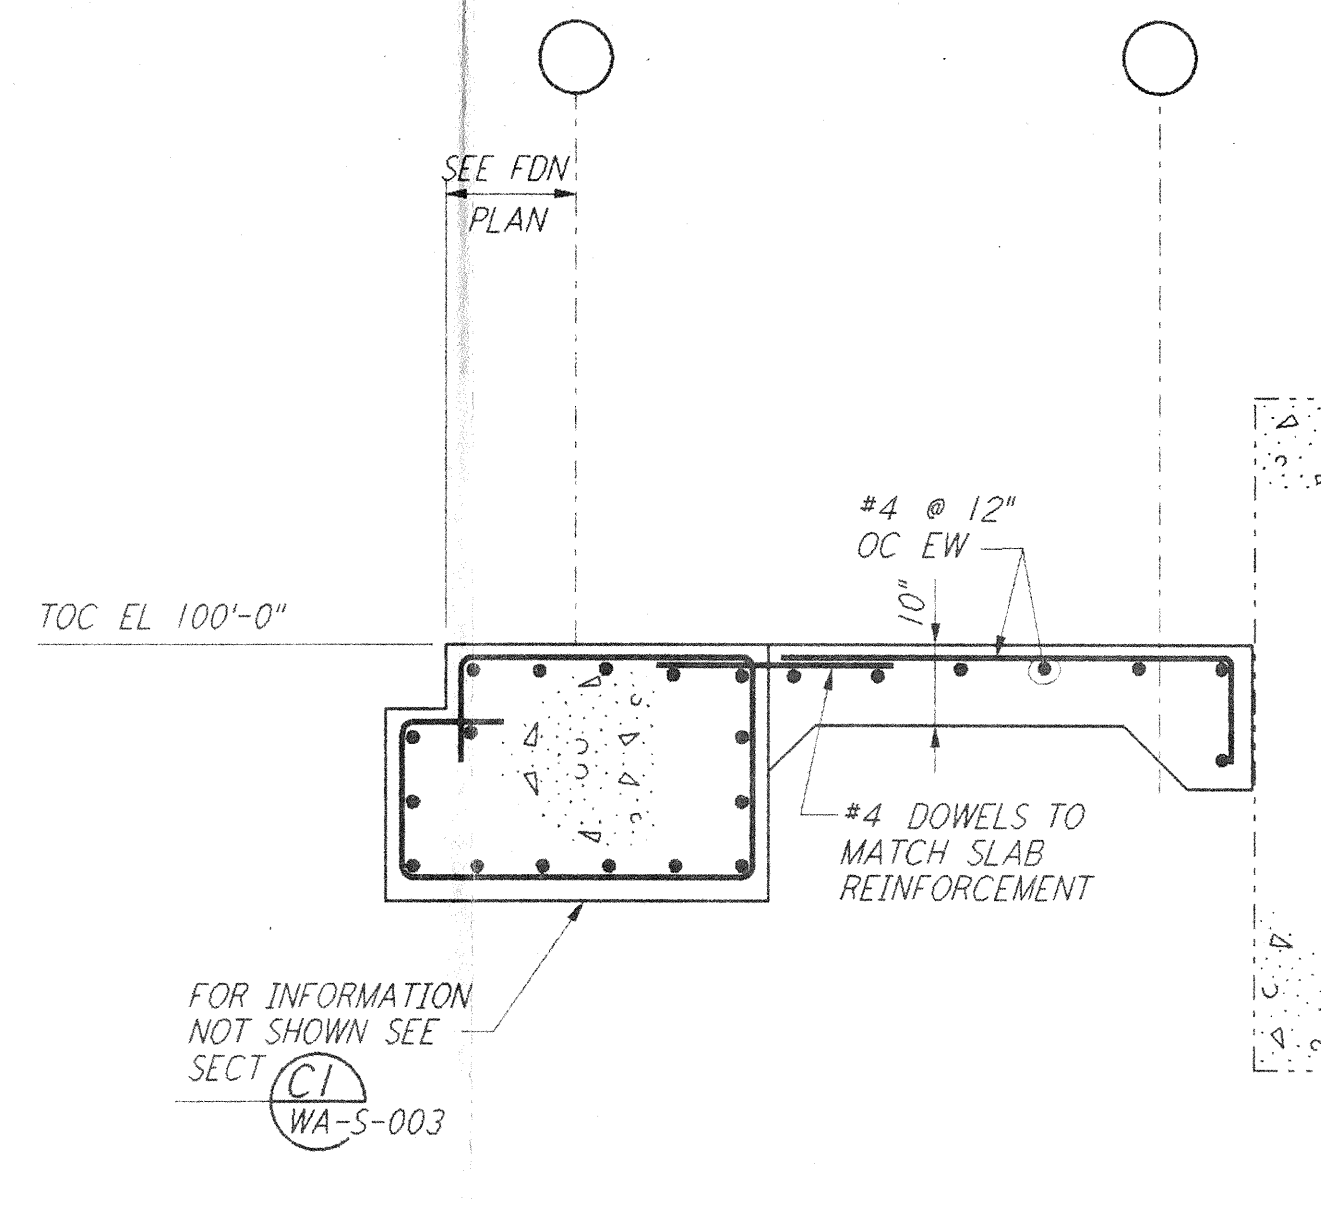 SEE FDN
PLAN
#4 @ 12"
OC EW
10"
TOC EL 100'-0"
#4 DOWELS TO
MATCH SLAB
REINFORCEMENT
FOR INFORMATION
NOT SHOWN SEE
SECT
C1
WA-S-003